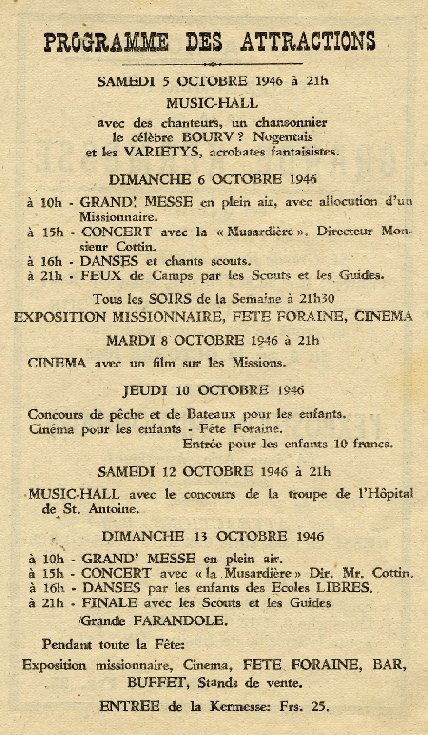 PROGRAMME DES ATTRACTIONS
SAMEDI 5 OCTOBRE 1946 à 21h
MUSIC-HALL
avec des chanteurs, un chansonnier
le célèbre BOURV? Nogentais
et les VARIETYS, acrobates fantaisistes.
DIMANCHE 6 OCTOBRE 1946
à 10h - GRAND' MESSE en plein air, avec allocution d'un
Missionnaire.
à 15h - CONCERT avec la « Musardière ». Directeur Mon-
sieur Cottin.
à 16h - DANSES et chants scouts.
à 21h - FEUX de Camps par les Scouts et les Guides.
Tous les SOIRS de la Semaine à 21h30
EXPOSITION MISSIONNAIRE, FETE FORAINE, CINEMA
MARDI 8 OCTOBRE 1946 à 21h
CINEMA avec un film sur les Missions.
JEUDI 10 OCTOBRE 1946
Concours de pêche et de Bateaux pour les enfants.
Cinéma pour les enfants - Fête Foraine.
Entrée pour les enfants 10 francs.
SAMEDI 12 OCTOBRE 1946 à 21h
MUSIC-HALL avec le concours de la troupe de l'Hôpital
de St. Antoine.
DIMANCHE 13 OCTOBRE 1946
à 10h - GRAND' MESSE en plein air.
à 15h - CONCERT avec « la Musardière » Dir. Mr. Cottin.
à 16h - DANSES par les enfants des Ecoles LIBRES.
à 21h - FINALE avec les Scouts et les Guides
Grande FARANDOLE.
Pendant toute la Fête:
Exposition missionnaire, Cinema, FETE FORAINE, BAR,
BUFFET, Stands de vente.
ENTREE de la Kermesse: Frs. 25.